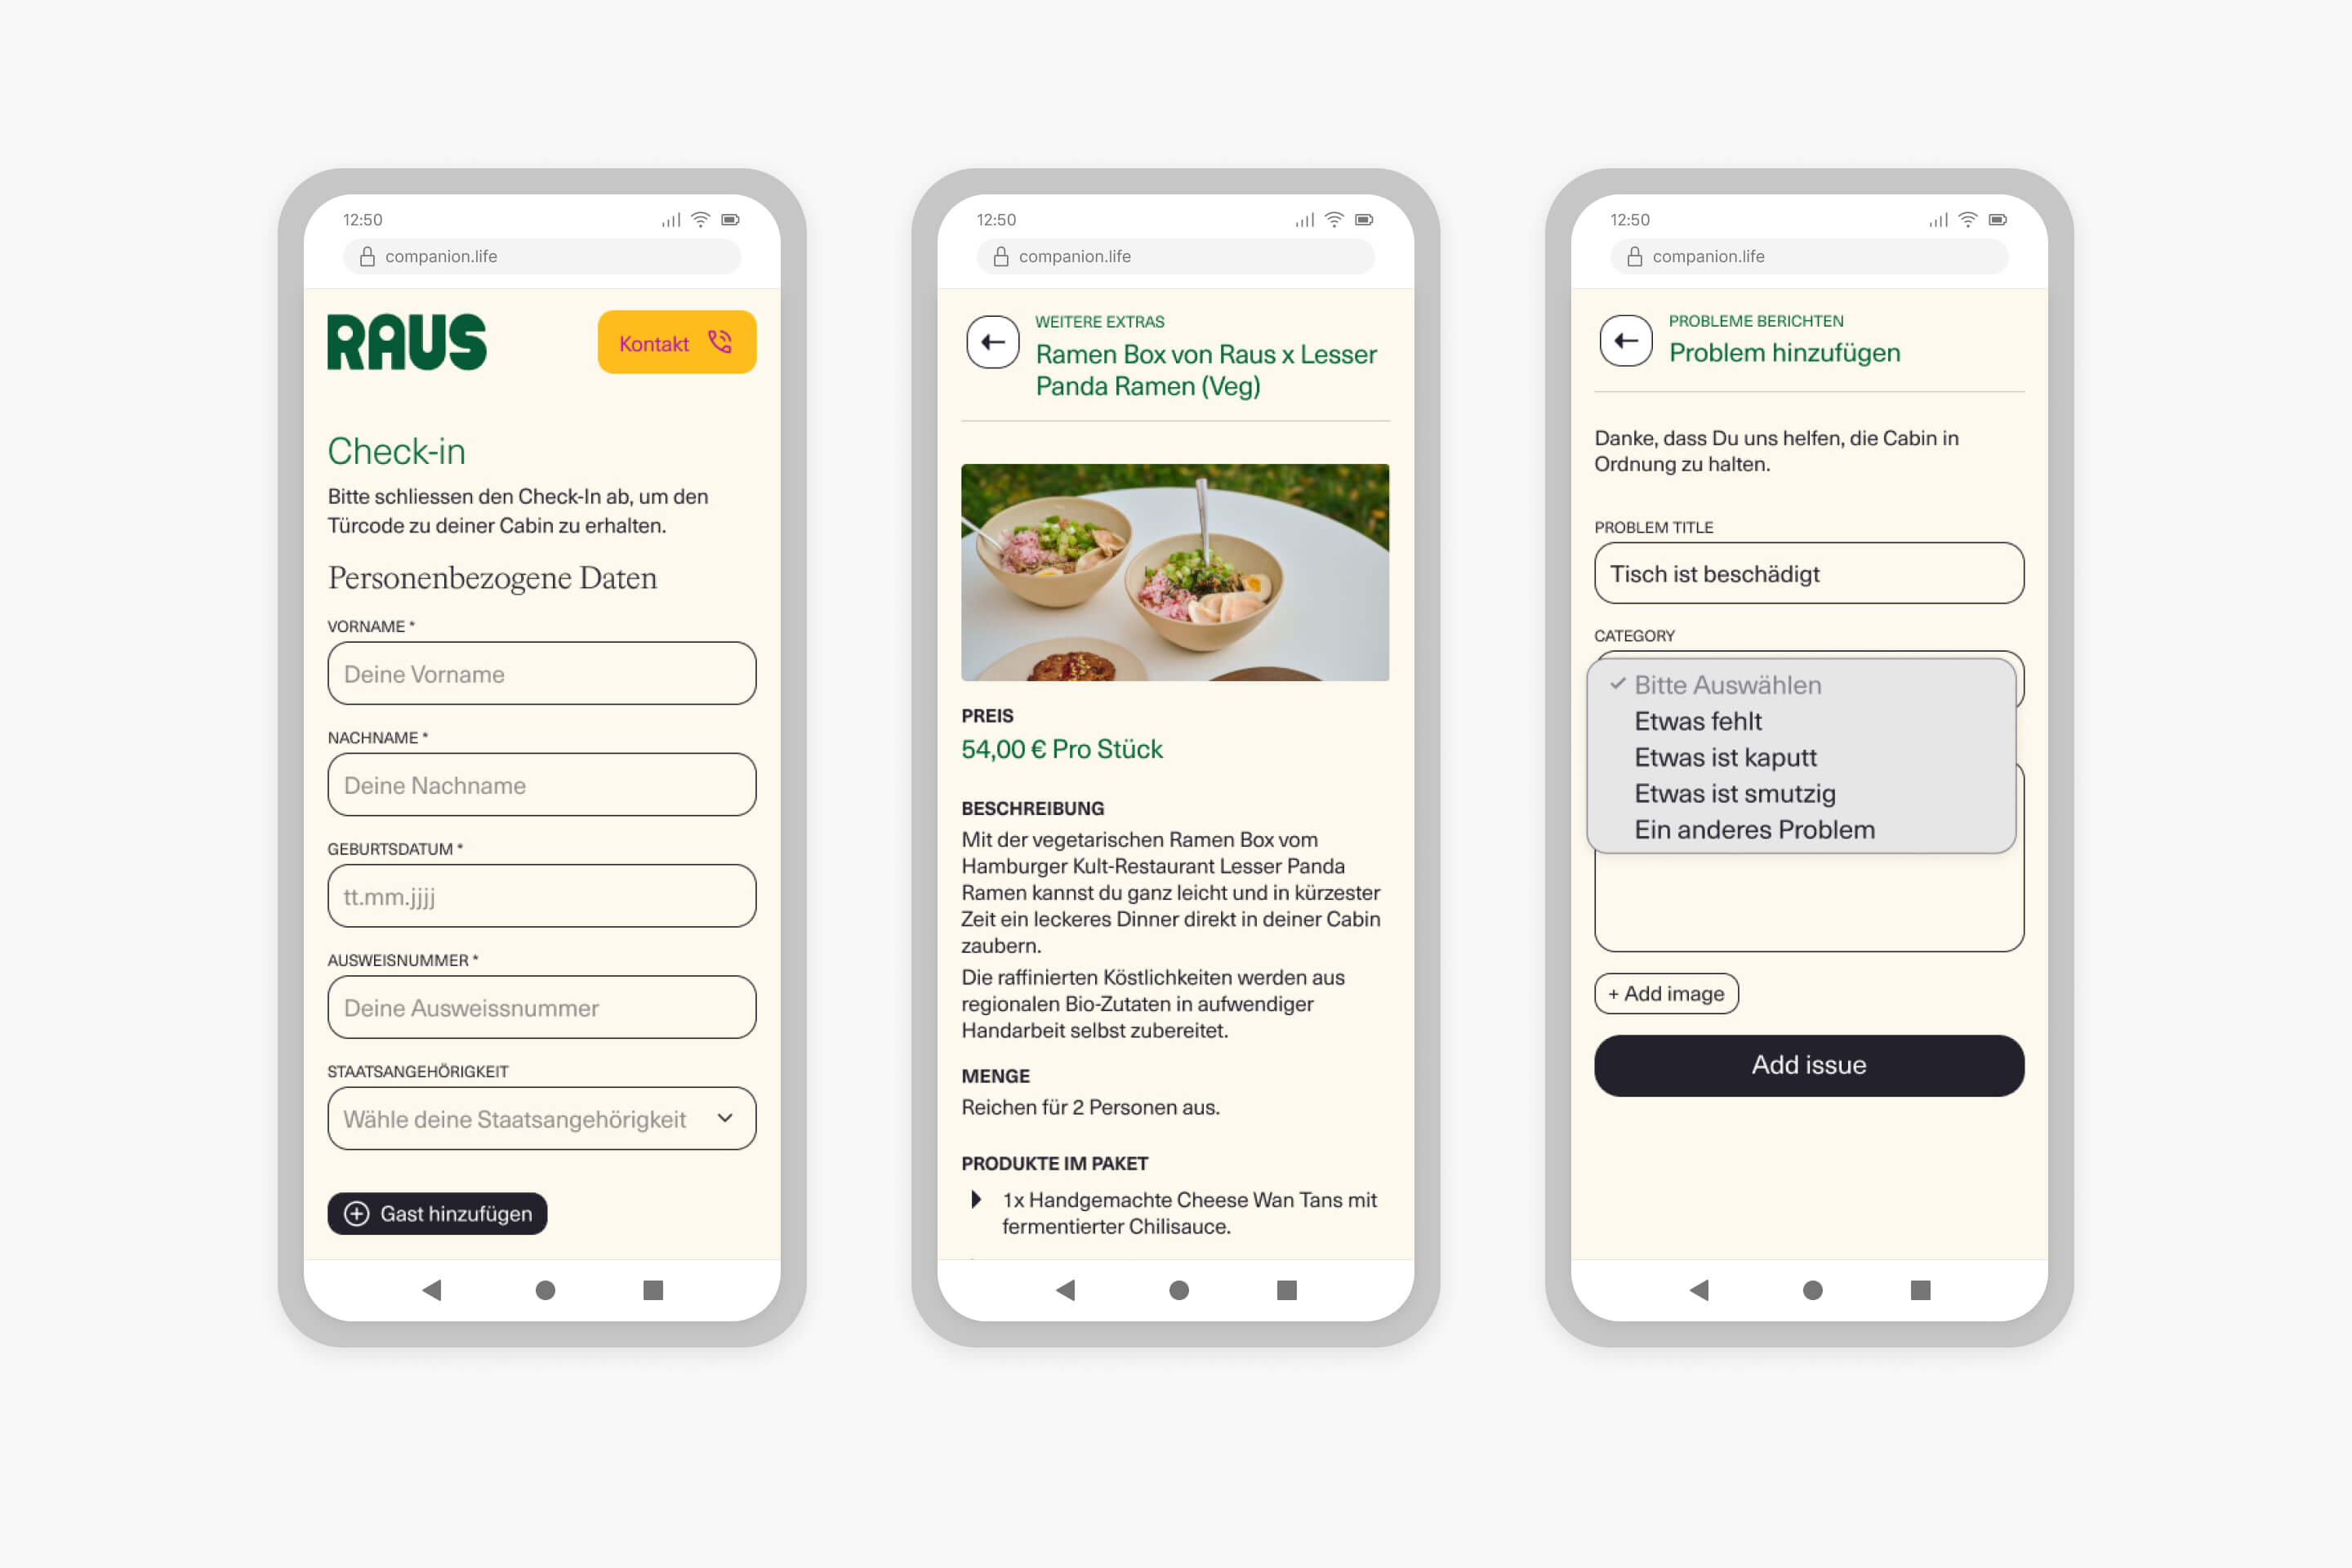 12:50
companion.life
RAUS
Kontakt
Check-in
Bitte schliessen den Check-In ab, um den
Türcode zu deiner Cabin zu erhalten.
Personenbezogene Daten
VORNAME *
Deine Vorname
NACHNAME *
Deine Nachname
GEBURTSDATUM *
tt.mm.jjjj
AUSWEISNUMMER *
Deine Ausweissnummer
STAATSANGEHÖRIGKEIT
Wähle deine Staatsangehörigkeit
Gast hinzufügen
12:50
companion.life
WEITERE EXTRAS
Ramen Box von Raus x Lesser
Panda Ramen (Veg)
PREIS
54,00 € Pro Stück
BESCHREIBUNG
Mit der vegetarischen Ramen Box vom
Hamburger Kult-Restaurant Lesser Panda
Ramen kannst du ganz leicht und in kürzester
Zeit ein leckeres Dinner direkt in deiner Cabin
zaubern.
Die raffinierten Köstlichkeiten werden aus
regionalen Bio-Zutaten in aufwendiger
Handarbeit selbst zubereitet.
MENGE
Reichen für 2 Personen aus.
PRODUKTE IM PAKET
1x Handgemachte Cheese Wan Tans mit
fermentierter Chilisauce.
12:50
companion.life
PROBLEME BERICHTEN
Problem hinzufügen
Danke, dass Du uns helfen, die Cabin in
Ordnung zu halten.
PROBLEM TITLE
Tisch ist beschädigt
CATEGORY
Bitte Auswählen
Etwas fehlt
Etwas ist kaputt
Etwas ist smutzig
Ein anderes Problem
+ Add image
Add issue